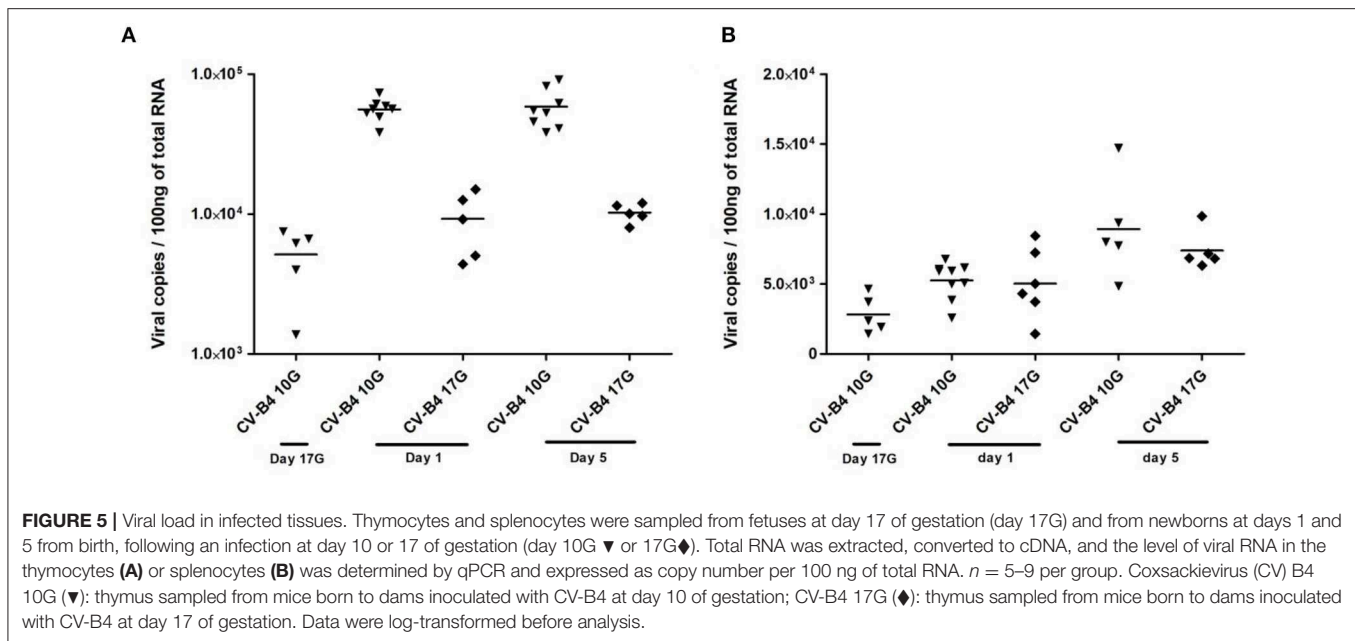 A
B
Viral copies / 100ng of total RNA
1.0×10⁵
1.0×10⁴
1.0×10³
CV-B4 10G
CV-B4 10G
CV-B4 17G
CV-B4 10G
CV-B4 17G
Day 17G
Day 1
Day 5
Viral copies / 100ng of total RNA
2.0×10⁴
1.5×10⁴
1.0×10⁴
5.0×10³
0
CV-B4 10G
CV-B4 10G
CV-B4 17G
CV-B4 10G
CV-B4 17G
Day 17G
day 1
day 5
FIGURE 5 | Viral load in infected tissues. Thymocytes and splenocytes were sampled from fetuses at day 17 of gestation (day 17G) and from newborns at days 1 and
5 from birth, following an infection at day 10 or 17 of gestation (day 10G ▼ or 17G◆). Total RNA was extracted, converted to cDNA, and the level of viral RNA in the
thymocytes (A) or splenocytes (B) was determined by qPCR and expressed as copy number per 100 ng of total RNA. n = 5–9 per group. Coxsackievirus (CV) B4
10G (▼): thymus sampled from mice born to dams inoculated with CV-B4 at day 10 of gestation; CV-B4 17G (◆): thymus sampled from mice born to dams inoculated
with CV-B4 at day 17 of gestation. Data were log-transformed before analysis.